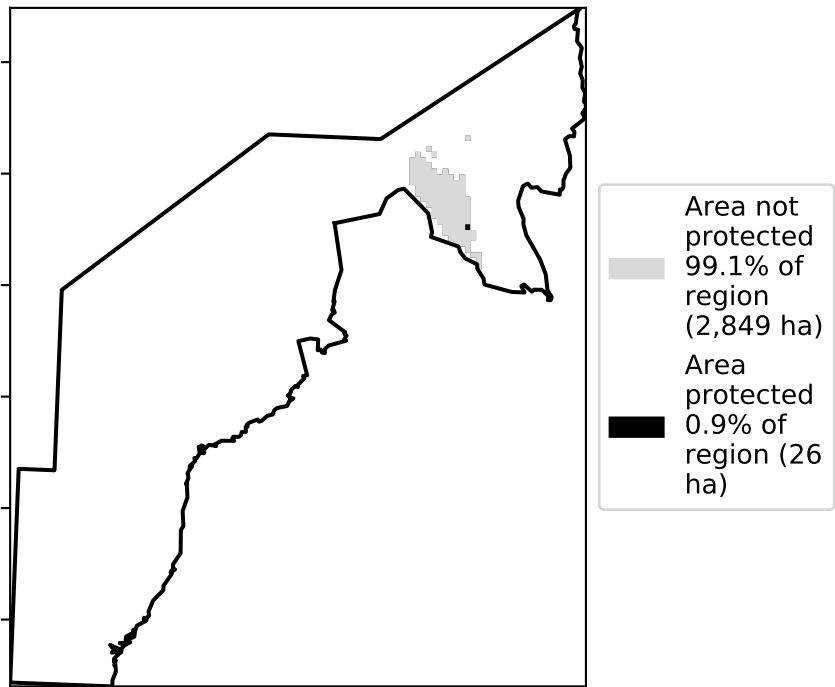 Area not
protected
99.1% of
region
(2,849 ha)
Area
protected
0.9% of
region (26
ha)